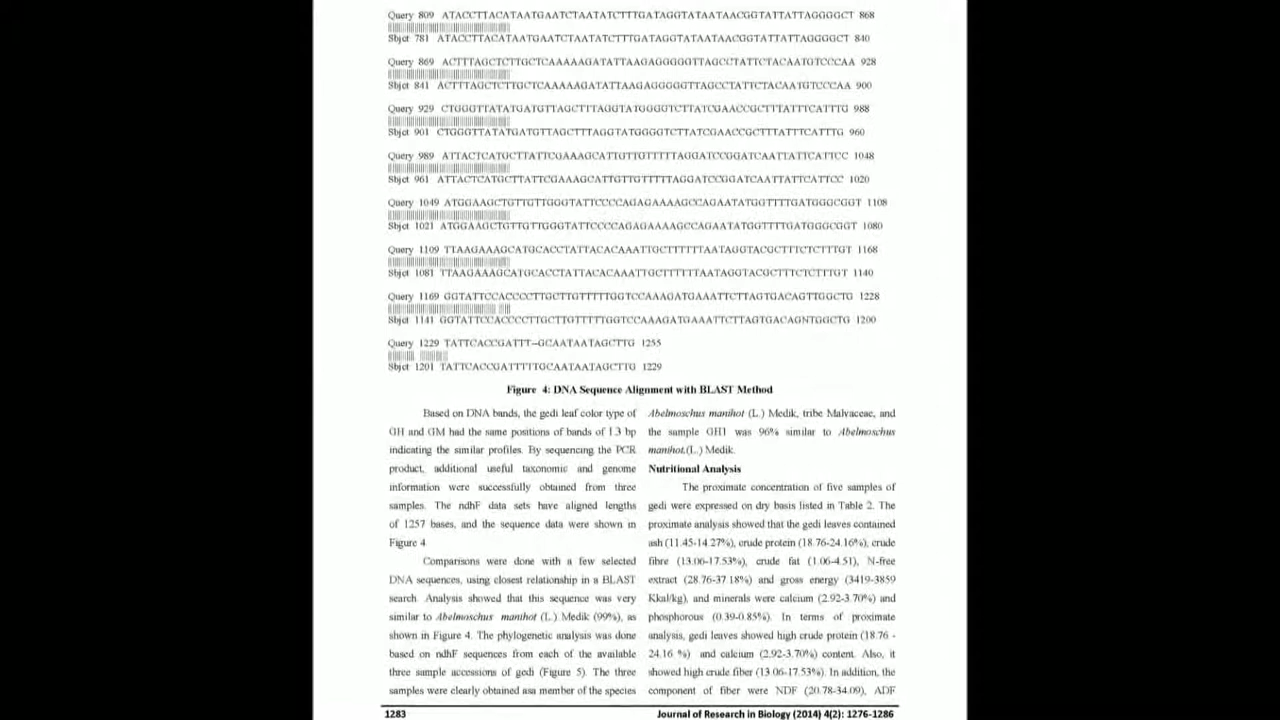 Query 809 ATACCTTACATAATGAATCTAATATCTTTGATAGGTATAATAACGGTATTATTAGGGGCT 868
Sbjct 781 ATACCTTACATAATGAATCTAATATCTTTGATAGGTATAATAACGGTATTATTAGGGGCT 840
Query 869 ACTTTAGCTCTTGCTCAAAAAGATATTAAGAGGGGGTTAGCCTATTCTACAATGTCCCAA 928
Sbjct 841 ACTTTAGCTCTTGCTCAAAAAGATATTAAGAGGGGGTTAGCCTATTCTACAATGTCCCAA 900
Query 929 CTGGGTTATATGATGTTAGCTTTAGGTATGGGGTCTTATCGAACCGCTTTATTTCATTTG 988
Sbjct 901 CTGGGTTATATGATGTTAGCTTTAGGTATGGGGTCTTATCGAACCGCTTTATTTCATTTG 960
Query 989 ATTACTCATGCTTATTCGAAAGCATTGTTGTTTTTAGGATCCGGATCAATTATTCATTCC 1048
Sbjct 961 ATTACTCATGCTTATTCGAAAGCATTGTTGTTTTTAGGATCCGGATCAATTATTCATTCC 1020
Query 1049 ATGGAAGCTGTTGTTGGGTATTCCCCAGAGAAAAGCCAGAATATGGTTTTGATGGGCGGT 1108
Sbjct 1021 ATGGAAGCTGTTGTTGGGTATTCCCCAGAGAAAAGCCAGAATATGGTTTTGATGGGCGGT 1080
Query 1109 TTAAGAAAGCATGCACCTATTACACAAATTGCTTTTTTAATAGGTACGCTTTCTCTTTGT 1168
Sbjct 1081 TTAAGAAAGCATGCACCTATTACACAAATTGCTTTTTTAATAGGTACGCTTTCTCTTTGT 1140
Query 1169 GGTATTCCACCCCTTGCTTGTTTTTGGTCCAAAGATGAAATTCTTAGTGACAGTTGGCTG 1228
Sbjct 1141 GGTATTCCACCCCTTGCTTGTTTTTGGTCCAAAGATGAAATTCTTAGTGACAGNTGGCTG 1200
Query 1229 TATTCACCGATTT–GCAATAATAGCTTG 1255
Sbjct 1201 TATTCACCGATTTTTGCAATAATAGCTTG 1229
Figure 4: DNA Sequence Alignment with BLAST Method
Based on DNA bands, the gedi leaf color type of
GH and GM had the same positions of bands of 1.3 bp
indicating the similar profiles. By sequencing the PCR
product, additional useful taxonomic and genome
information were successfully obtained from three
samples. The ndhF data sets have aligned lengths
of 1257 bases, and the sequence data were shown in
Figure 4.
Comparisons were done with a few selected
DNA sequences, using closest relationship in a BLAST
search. Analysis showed that this sequence was very
similar to Abelmoschus manihot (L.) Medik (99%), as
shown in Figure 4. The phylogenetic analysis was done
based on ndhF sequences from each of the available
three sample accessions of gedi (Figure 5). The three
samples were clearly obtained asa member of the species
Abelmoschus manihot (L.) Medik, tribe Malvaceae, and
the sample GH1 was 96% similar to Abelmoschus
manihot.(L.) Medik.
Nutritional Analysis
The proximate concentration of five samples of
gedi were expressed on dry basis listed in Table 2. The
proximate analysis showed that the gedi leaves contained
ash (11.45-14.27%), crude protein (18.76-24.16%), crude
fibre (13.06-17.53%), crude fat (1.06-4.51), N-free
extract (28.76-37.18%) and gross energy (3419-3859
Kkal/kg), and minerals were calcium (2.92-3.70%) and
phosphorous (0.39-0.85%). In terms of proximate
analysis, gedi leaves showed high crude protein (18.76 -
24.16 %) and calcium (2.92-3.70%) content. Also, it
showed high crude fiber (13.06-17.53%). In addition, the
component of fiber were NDF (20.78-34.09), ADF
1283
Journal of Research in Biology (2014) 4(2): 1276-1286